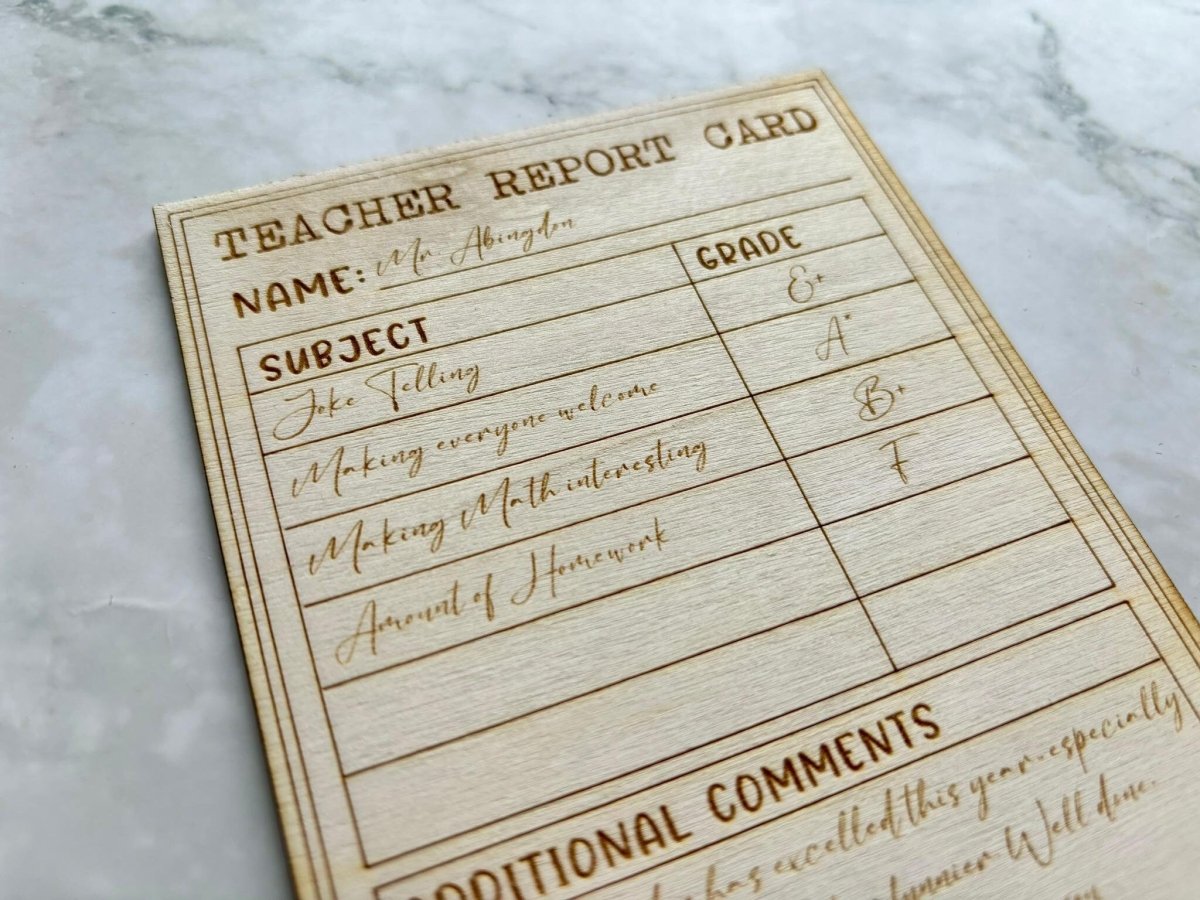 TEACHER REPORT CARD
NAME: Mr. Abingdon
SUBJECT GRADE
Joke Telling E+
Making everyone welcome A*
Making Math interesting B+
Amount of Homework F
COMMENTS
has excelled this year-especially
Well done.